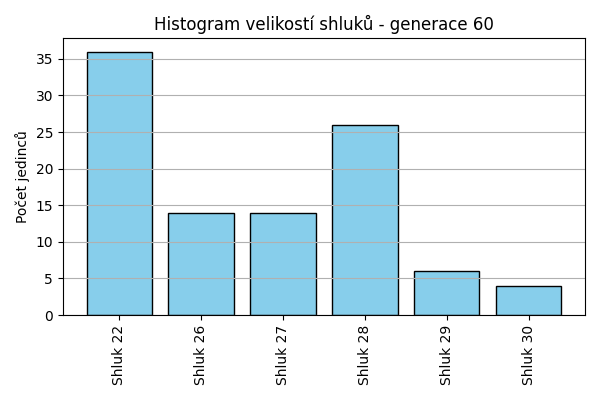 Histogram velikostí shluků - generace 60
Počet jedinců
35
30
25
20
15
10
5
0
Shluk 22
Shluk 26
Shluk 27
Shluk 28
Shluk 29
Shluk 30